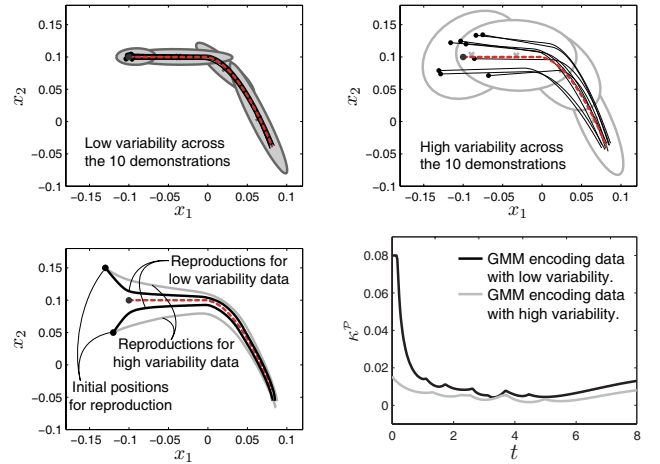 0.15
0.1
0.05
0
-0.05
-0.1
x₂
Low variability across
the 10 demonstrations
-0.15 -0.1 -0.05 0 0.05 0.1
x₁
0.15
0.1
0.05
0
-0.05
-0.1
x₂
High variability across
the 10 demonstrations
-0.15 -0.1 -0.05 0 0.05 0.1
x₁
0.15
0.1
0.05
0
-0.05
-0.1
x₂
Reproductions for
low variability data
Reproductions for
high variability data
Initial positions
for reproduction
-0.15 -0.1 -0.05 0 0.05 0.1
x₁
0.08
0.06
0.04
0.02
0
κᴾ
GMM encoding data
with low variability.
GMM encoding data
with high variability.
0 2 4 6 8
t